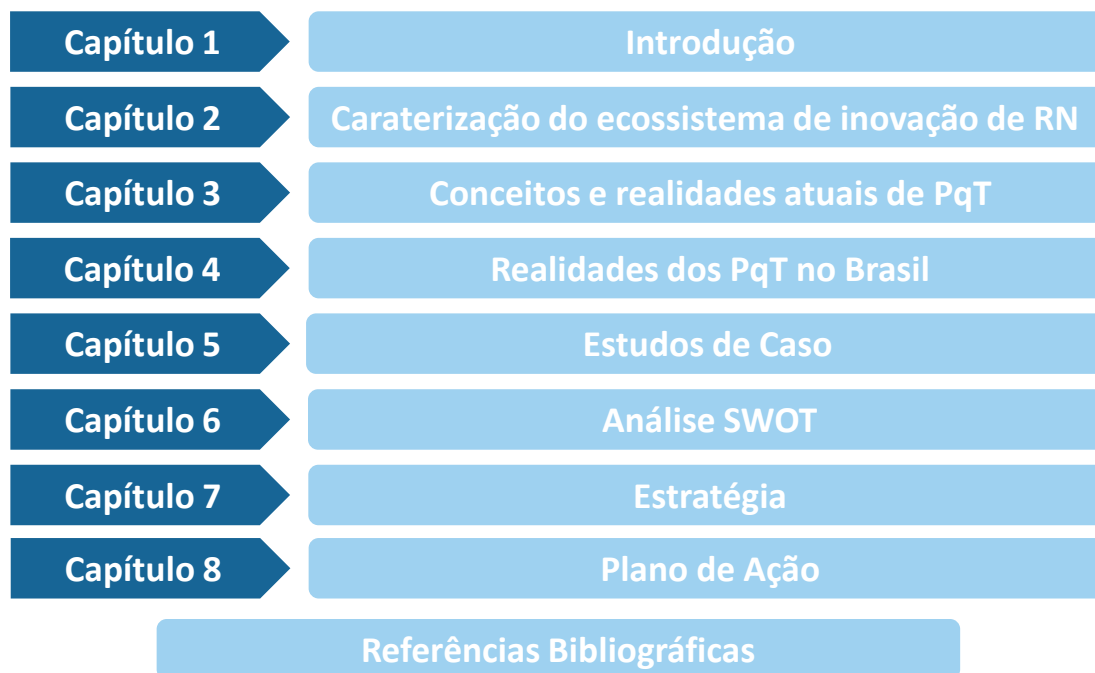 Capítulo 1
Introdução
Capítulo 2
Caraterização do ecossistema de inovação de RN
Capítulo 3
Conceitos e realidades atuais de PqT
Capítulo 4
Realidades dos PqT no Brasil
Capítulo 5
Estudos de Caso
Capítulo 6
Análise SWOT
Capítulo 7
Estratégia
Capítulo 8
Plano de Ação
Referências Bibliográficas